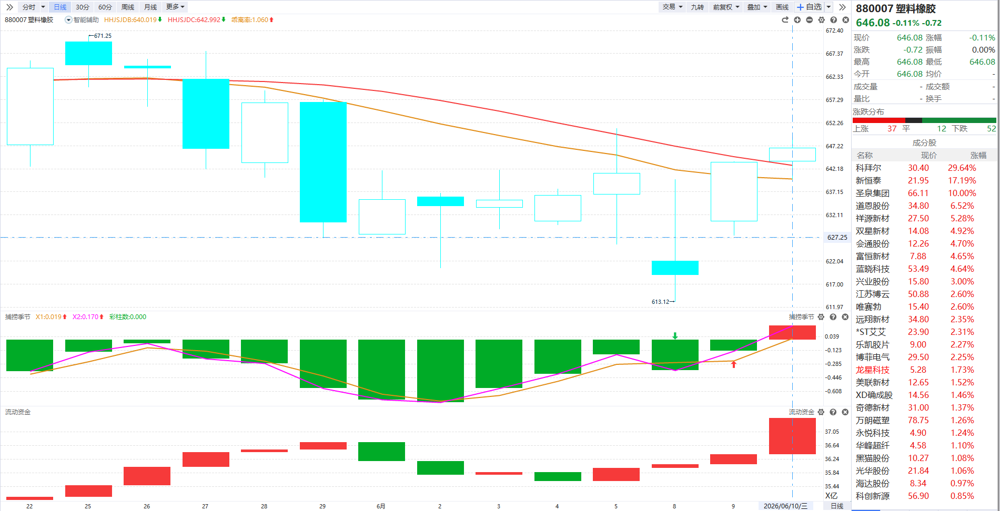 分时 日线 30分 60分 周线 月线 更多 交易 九转 前复权 叠加 画线 自选
880007 塑料橡胶 智能辅助 HHJSJDB:640.019 HHJSJDC:642.992 乖离率:1.060
672.40
671.25
667.37
662.33
657.29
652.26
647.22
642.18
637.15
632.11
627.25
622.04
617.00
613.12
611.97
捕捞季节 X1:0.019 X2:0.170 彩柱数:0.000 捕捞季节
0.039
-0.123
-0.285
-0.446
-0.608
流动资金 流动资金
37.05
36.64
36.24
35.84
35.44
X亿
22 25 26 27 28 29 6月 2 3 4 5 8 9 2026/06/10/三 日线
880007 塑料橡胶
646.08 -0.11% -0.72
现价 646.08 涨幅 -0.11%
涨跌 -0.72 振幅 0.00%
最高 646.08 最低 646.08
今开 646.08 均价 -
成交量 - 成交额 -
量比 - 换手 -
涨跌分布
上涨 37 平 12 下跌 52
成分股
名称 现价 涨幅
科拜尔 30.40 29.64%
新恒泰 21.95 17.19%
圣泉集团 66.11 10.00%
道恩股份 34.80 6.52%
祥源新材 27.50 5.28%
双星新材 14.08 4.92%
会通股份 12.26 4.70%
富恒新材 7.88 4.65%
蓝晓科技 53.49 4.64%
兴业股份 15.80 3.00%
江苏博云 50.88 2.60%
唯赛勃 15.40 2.60%
远翔新材 34.80 2.35%
*ST艾艾 23.90 2.31%
乐凯胶片 9.00 2.27%
博菲电气 29.50 2.25%
龙星科技 5.28 1.73%
美联新材 12.65 1.52%
XD确成股 14.56 1.46%
奇德新材 31.00 1.37%
万朗磁塑 78.75 1.26%
永悦科技 4.90 1.24%
华峰超纤 4.58 1.10%
黑猫股份 10.27 1.08%
光华股份 21.84 1.06%
海达股份 8.34 0.97%
科创新源 56.90 0.85%